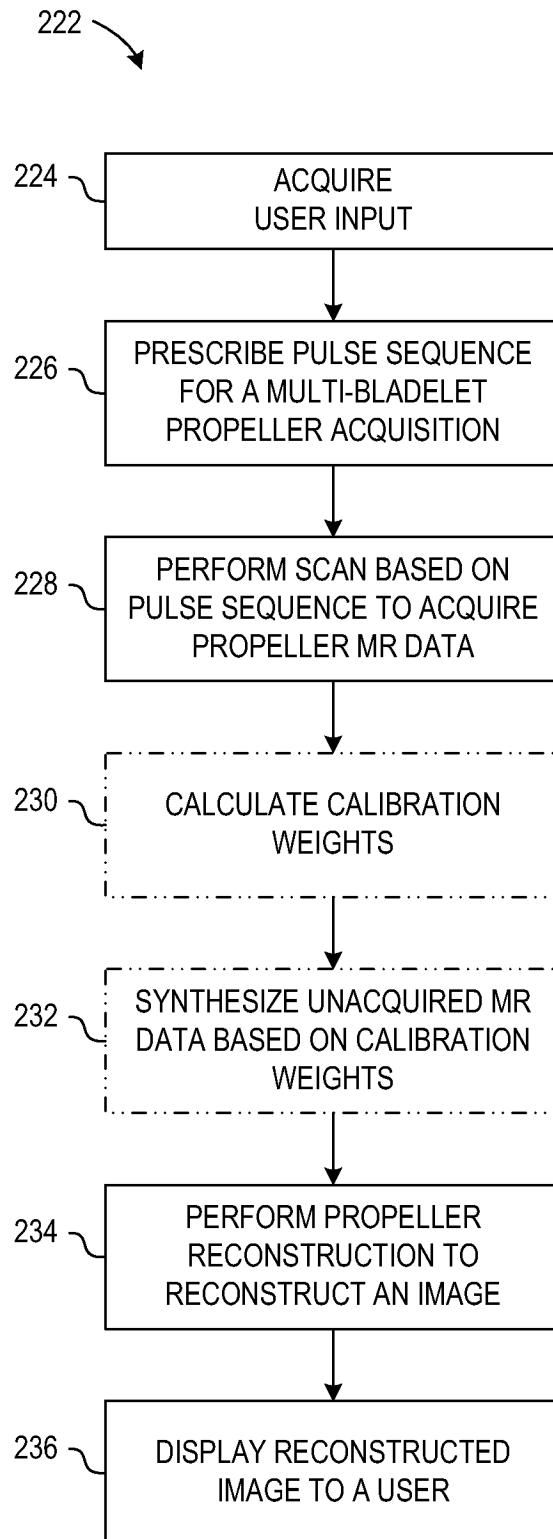 222
224
ACQUIRE
USER INPUT
226
PRESCRIBE PULSE SEQUENCE
FOR A MULTI-BLADELET
PROPELLER ACQUISITION
228
PERFORM SCAN BASED ON
PULSE SEQUENCE TO ACQUIRE
PROPELLER MR DATA
230
CALCULATE CALIBRATION
WEIGHTS
232
SYNTHESIZE UNACQUIRED MR
DATA BASED ON CALIBRATION
WEIGHTS
234
PERFORM PROPELLER
RECONSTRUCTION TO
RECONSTRUCT AN IMAGE
236
DISPLAY RECONSTRUCTED
IMAGE TO A USER